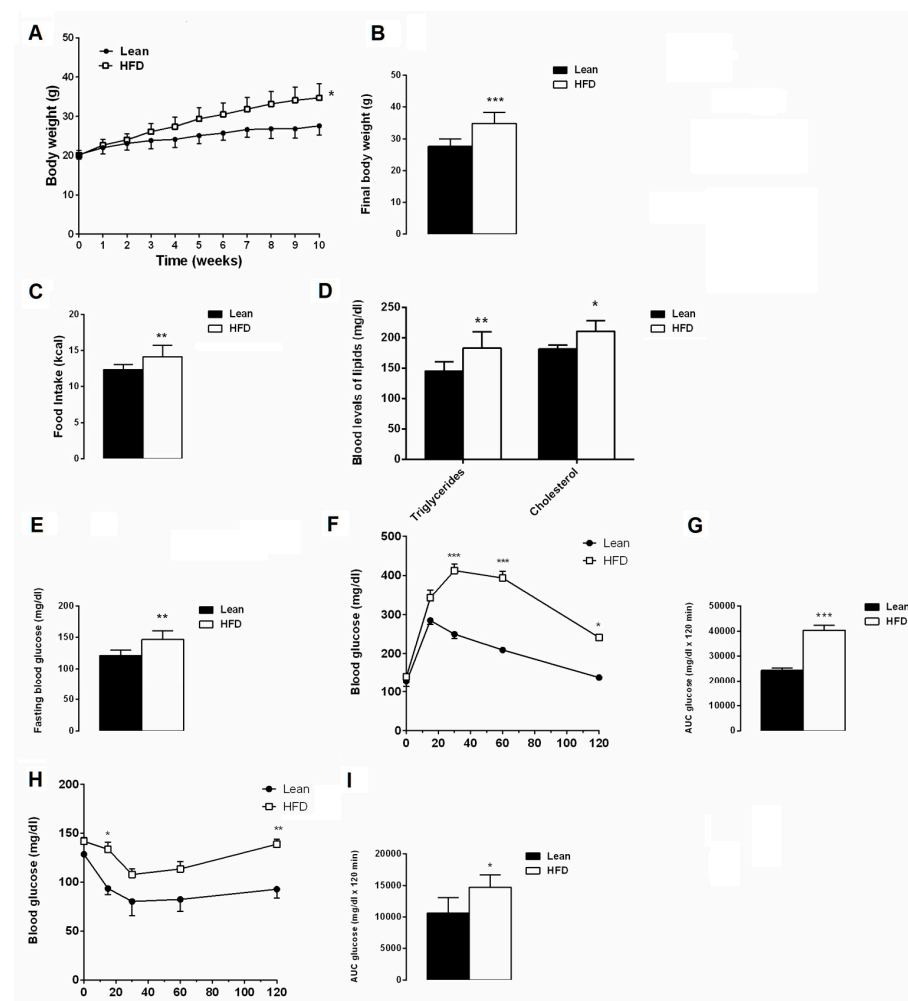 A
Body weight (g)
50
40
30
20
10
0
Lean
HFD
*
0 1 2 3 4 5 6 7 8 9 10
Time (weeks)
B
Final body weight (g)
50
40
30
20
10
0
***
Lean
HFD
C
Food Intake (kcal)
20
15
10
5
0
**
Lean
HFD
D
Blood levels of lipids (mg/dl)
250
200
150
100
50
0
**
*
Triglycerides
Cholesterol
Lean
HFD
E
Fasting blood glucose (mg/dl)
200
150
100
50
0
**
Lean
HFD
F
Blood glucose (mg/dl)
500
400
300
200
100
0
***
***
*
Lean
HFD
0 20 40 60 80 100 120
G
AUC glucose (mg/dl x 120 min)
50000
40000
30000
20000
10000
0
***
Lean
HFD
H
Blood glucose (mg/dl)
200
150
100
50
0
*
**
Lean
HFD
0 20 40 60 80 100 120
I
AUC glucose (mg/dl x 120 min)
20000
15000
10000
5000
0
*
Lean
HFD